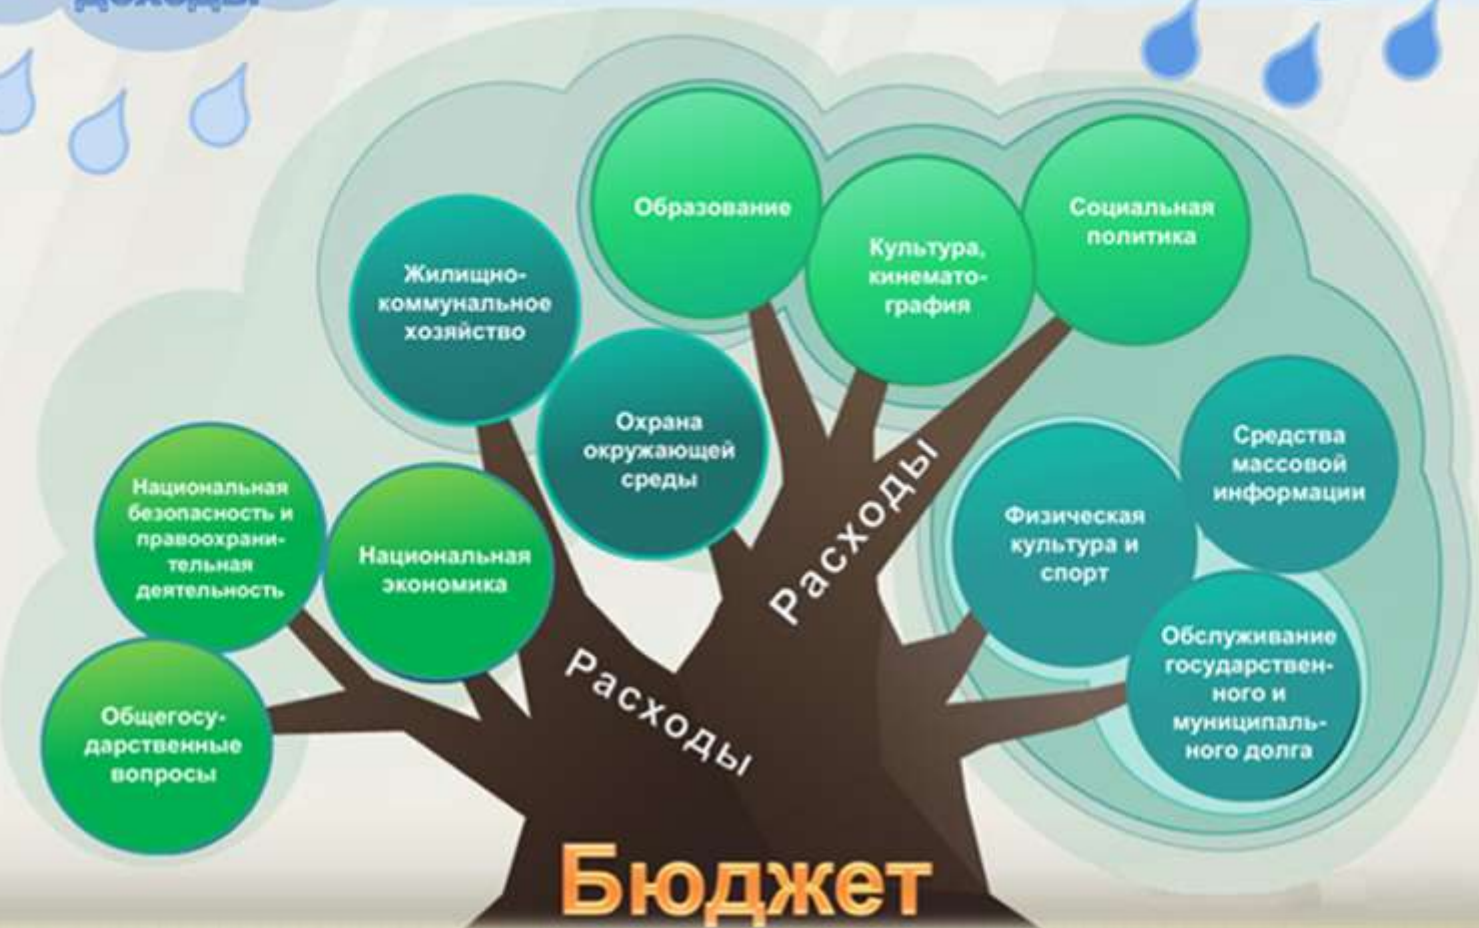 Образование
Культура,
кинемато-
графия
Социальная
политика
Жилищно-
коммунальное
хозяйство
Охрана
окружающей
среды
Средства
массовой
информации
Физическая
культура и
спорт
Национальная
безопасность и
правоохрани-
тельная
деятельность
Национальная
экономика
Обслуживание
государствен-
ного и
муниципаль-
ного долга
Общегосу-
дарственные
вопросы
Расходы
Расходы
Бюджет